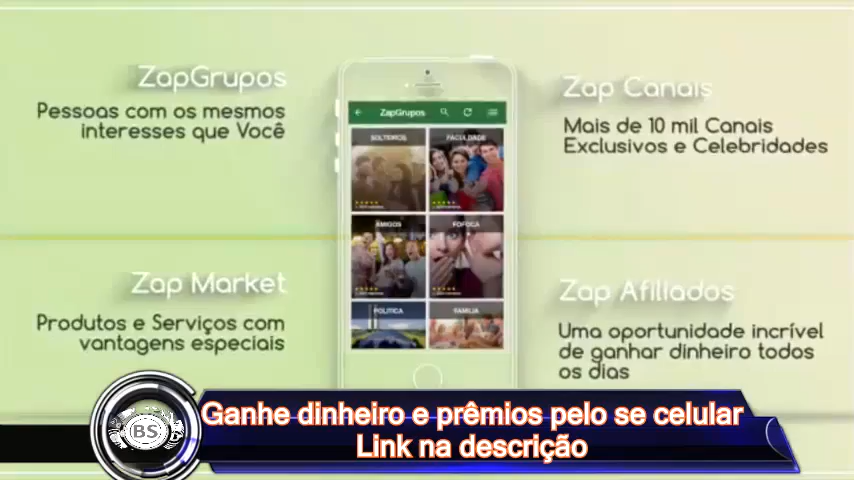 ZapGrupos
Pessoas com os mesmos
interesses que Você
Zap Canais
Mais de 10 mil Canais
Exclusivos e Celebridades
ZapGrupos
SOLTEIROS
FACULDADE
AMIGOS
FOFOCA
POLITICA
FAMILIA
Zap Market
Produtos e Serviços com
vantagens especiais
Zap Afiliados
Uma oportunidade incrível
de ganhar dinheiro todos
os dias
BS
Ganhe dinheiro e prêmios pelo se celular
Link na descrição